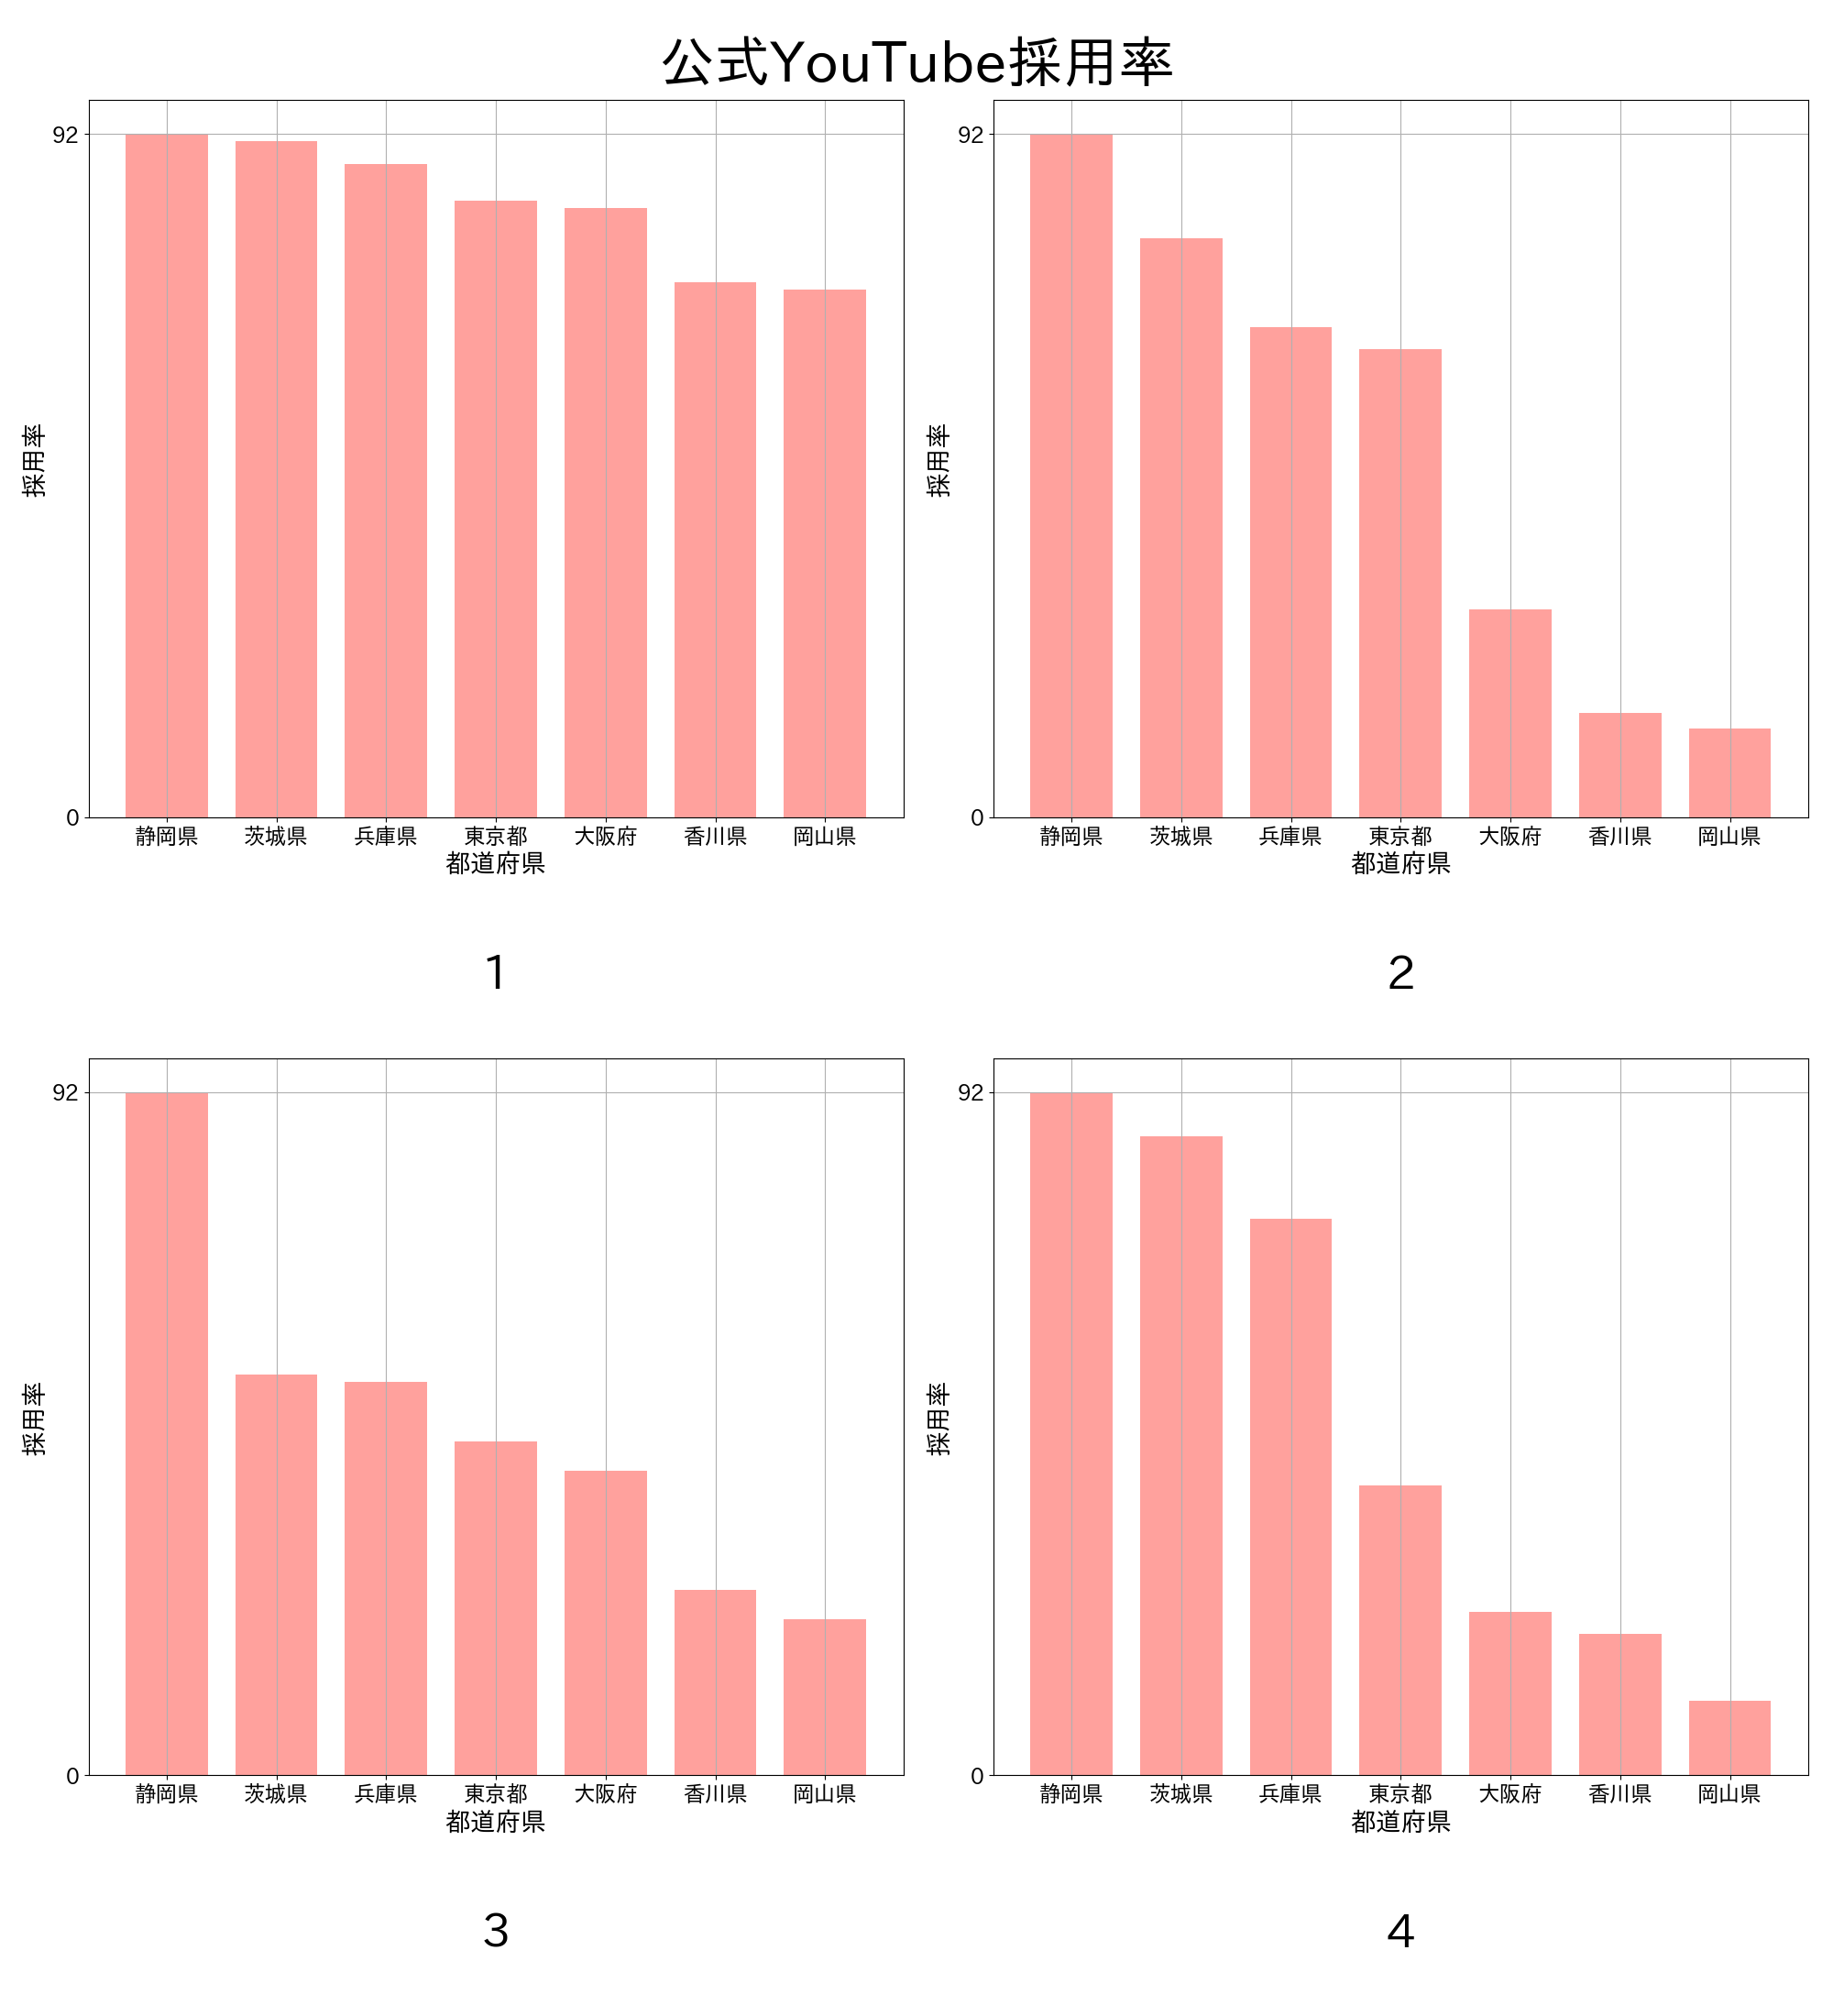 公式YouTube採用率
92
0
採用率
静岡県 茨城県 兵庫県 東京都 大阪府 香川県 岡山県
都道府県
1
92
0
採用率
静岡県 茨城県 兵庫県 東京都 大阪府 香川県 岡山県
都道府県
2
92
0
採用率
静岡県 茨城県 兵庫県 東京都 大阪府 香川県 岡山県
都道府県
3
92
0
採用率
静岡県 茨城県 兵庫県 東京都 大阪府 香川県 岡山県
都道府県
4